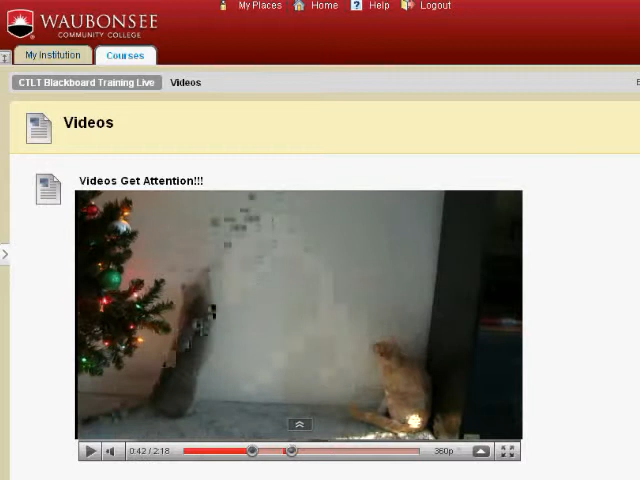 My Places Home ? Help Logout
WAUBONSEE
COMMUNITY COLLEGE
My Institution Courses
CTLT Blackboard Training Live Videos
Videos
Videos Get Attention!!!
0:42 / 2:18 360p